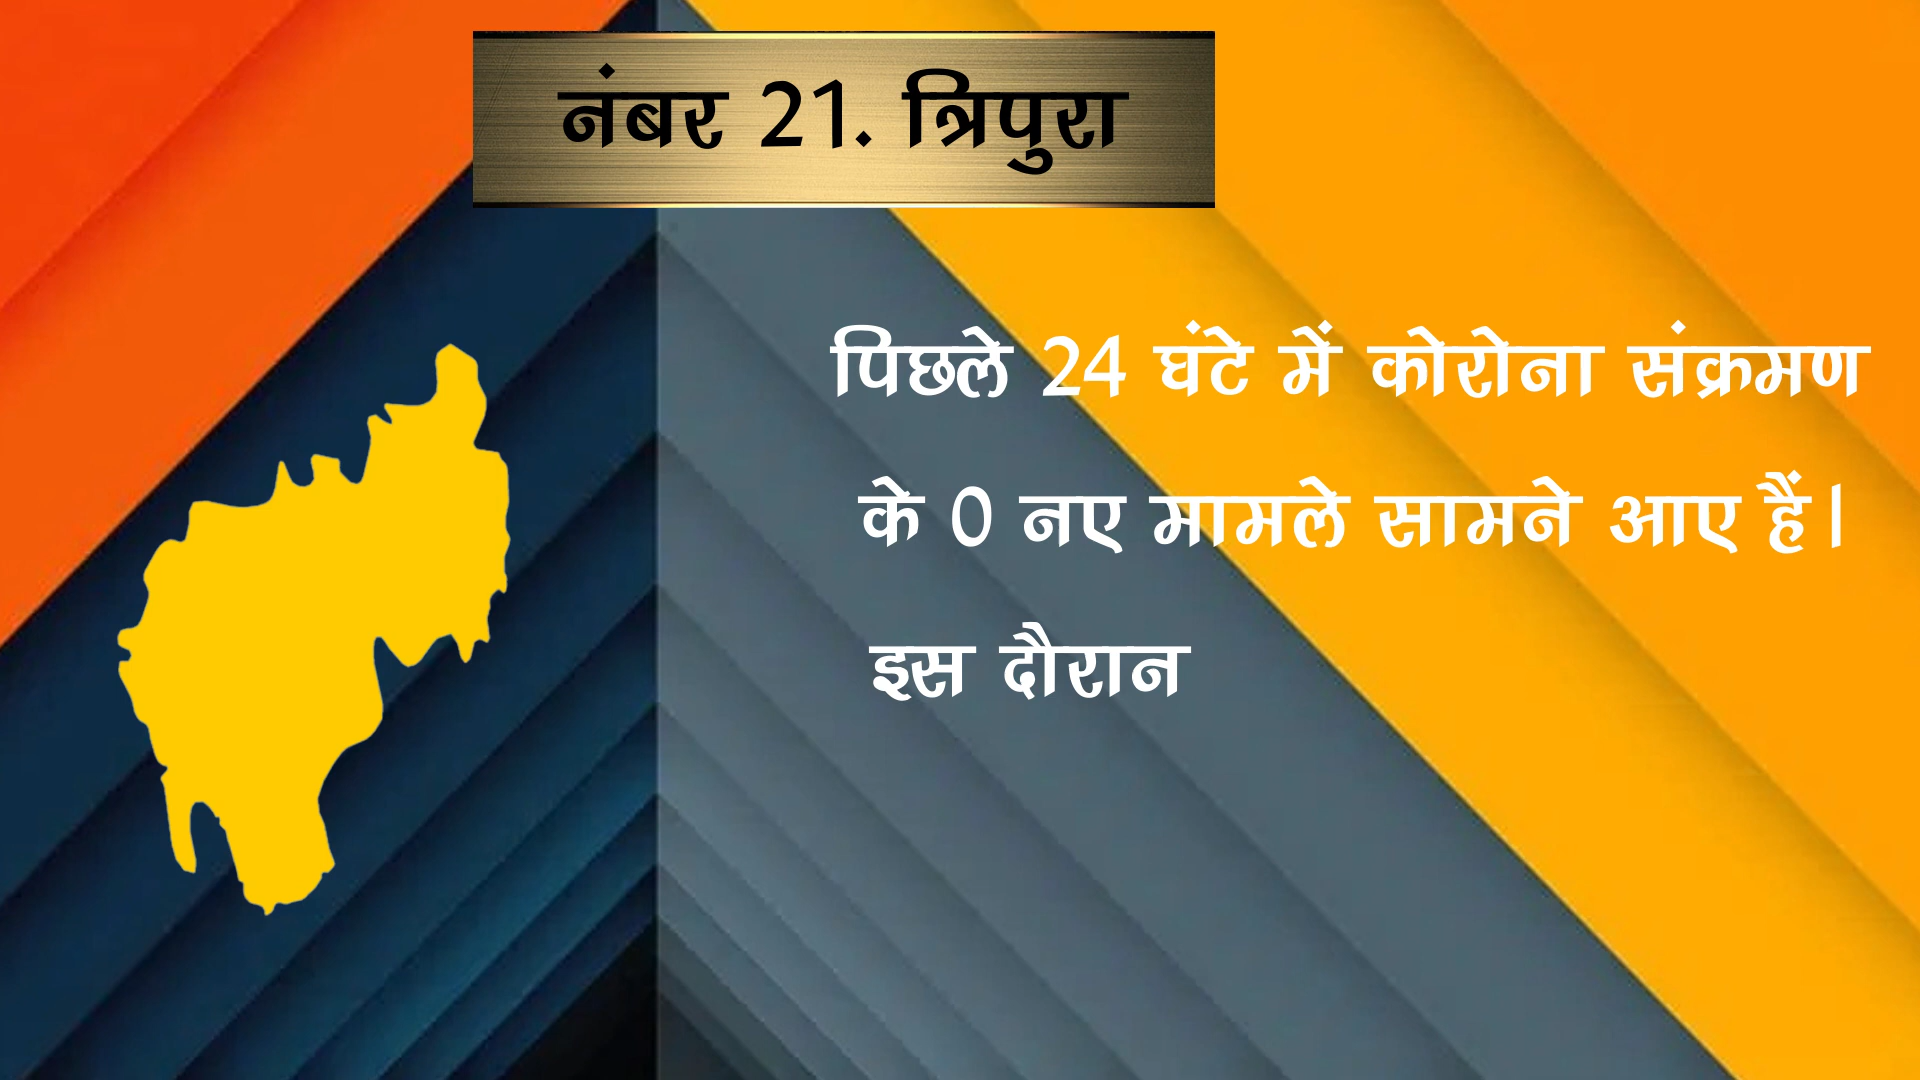 नंबर 21. त्रिपुरा
पिछले 24 घंटे में कोरोना संक्रमण
के 0 नए मामले सामने आए हैं।
इस दौरान